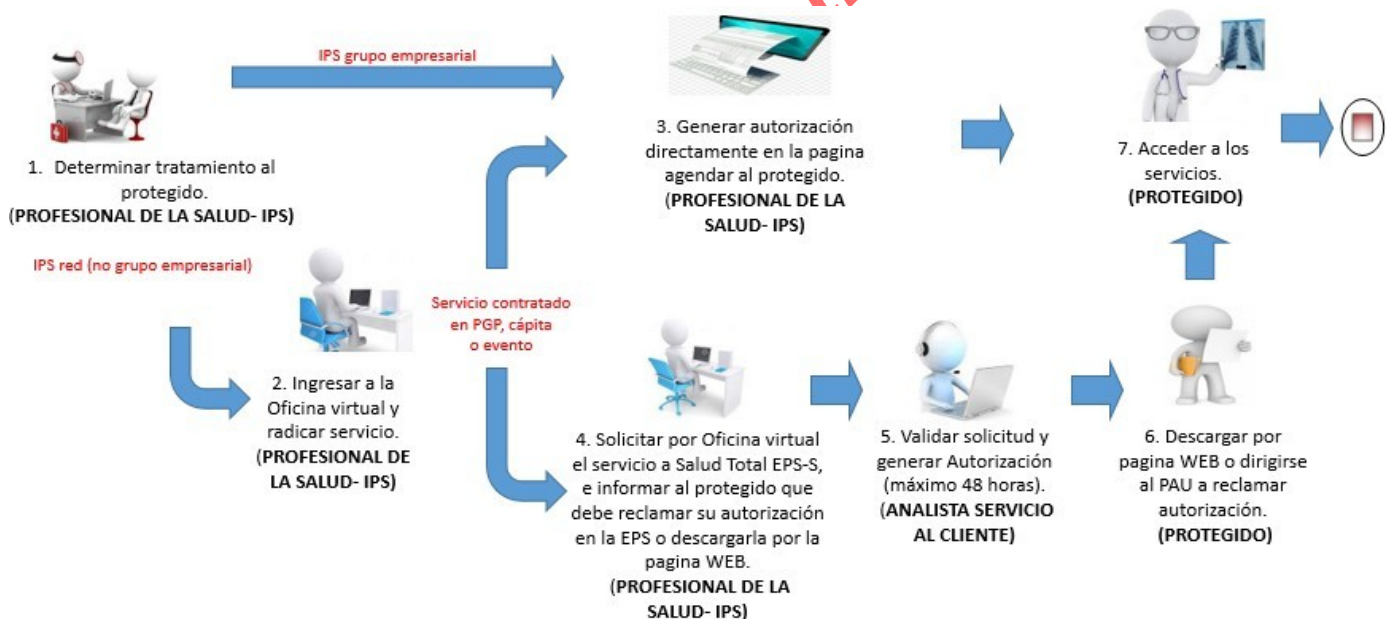 IPS grupo empresarial
1. Determinar tratamiento al
protegido.
(PROFESIONAL DE LA SALUD- IPS)
IPS red (no grupo empresarial)
2. Ingresar a la
Oficina virtual y
radicar servicio.
(PROFESIONAL DE
LA SALUD- IPS)
Servicio contratado
en PGP, cápita
o evento
3. Generar autorización
directamente en la pagina
agendar al protegido.
(PROFESIONAL DE LA
SALUD- IPS)
4. Solicitar por Oficina virtual
el servicio a Salud Total EPS-S,
e informar al protegido que
debe reclamar su autorización
en la EPS o descargarla por la
pagina WEB.
(PROFESIONAL DE LA
SALUD- IPS)
5. Validar solicitud y
generar Autorización
(máximo 48 horas).
(ANALISTA SERVICIO
AL CLIENTE)
6. Descargar por
pagina WEB o dirigirse
al PAU a reclamar
autorización.
(PROTEGIDO)
7. Acceder a los
servicios.
(PROTEGIDO)